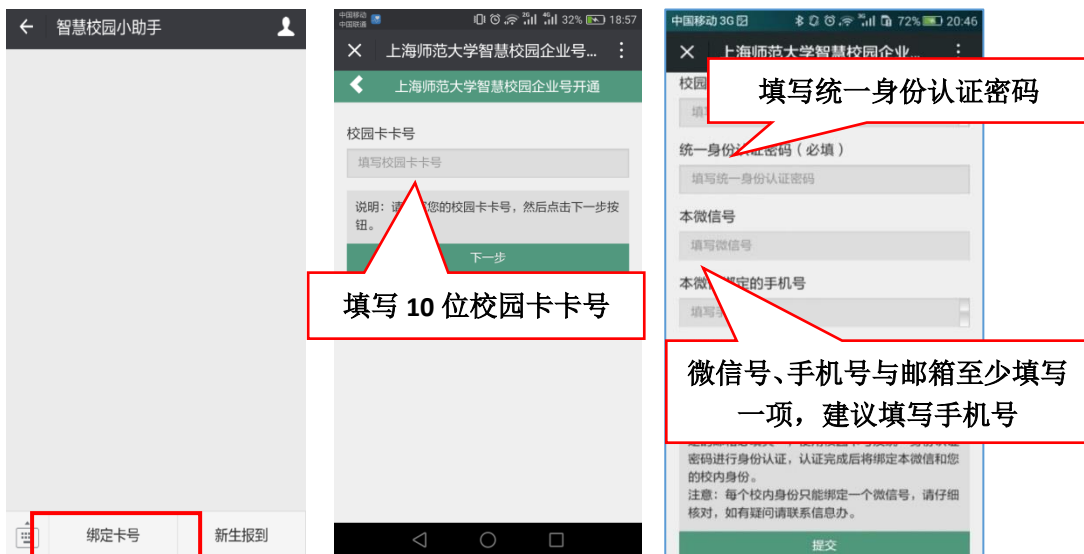 智慧校园小助手
绑定卡号
新生报到
中国移动
中国联通
32%
18:57
上海师范大学智慧校园企业号...
上海师范大学智慧校园企业号开通
校园卡卡号
填写校园卡卡号
说明：请
您的校园卡卡号，然后点击下一步按
钮。
下一步
填写 10 位校园卡卡号
中国移动 3G
72%
20:46
上海师范大学智慧校园企业...
校园
填写统一身份认证密码
统一身份认证密码（必填）
填写统一身份认证密码
本微信号
填写微信号
本微信绑定的手机号
填写
微信号、手机号与邮箱至少填写
一项，建议填写手机号
密码进行身份认证，认证完成后将绑定本微信和您
的校内身份。
注意：每个校内身份只能绑定一个微信号，请仔细
核对，如有疑问请联系信息办。
提交